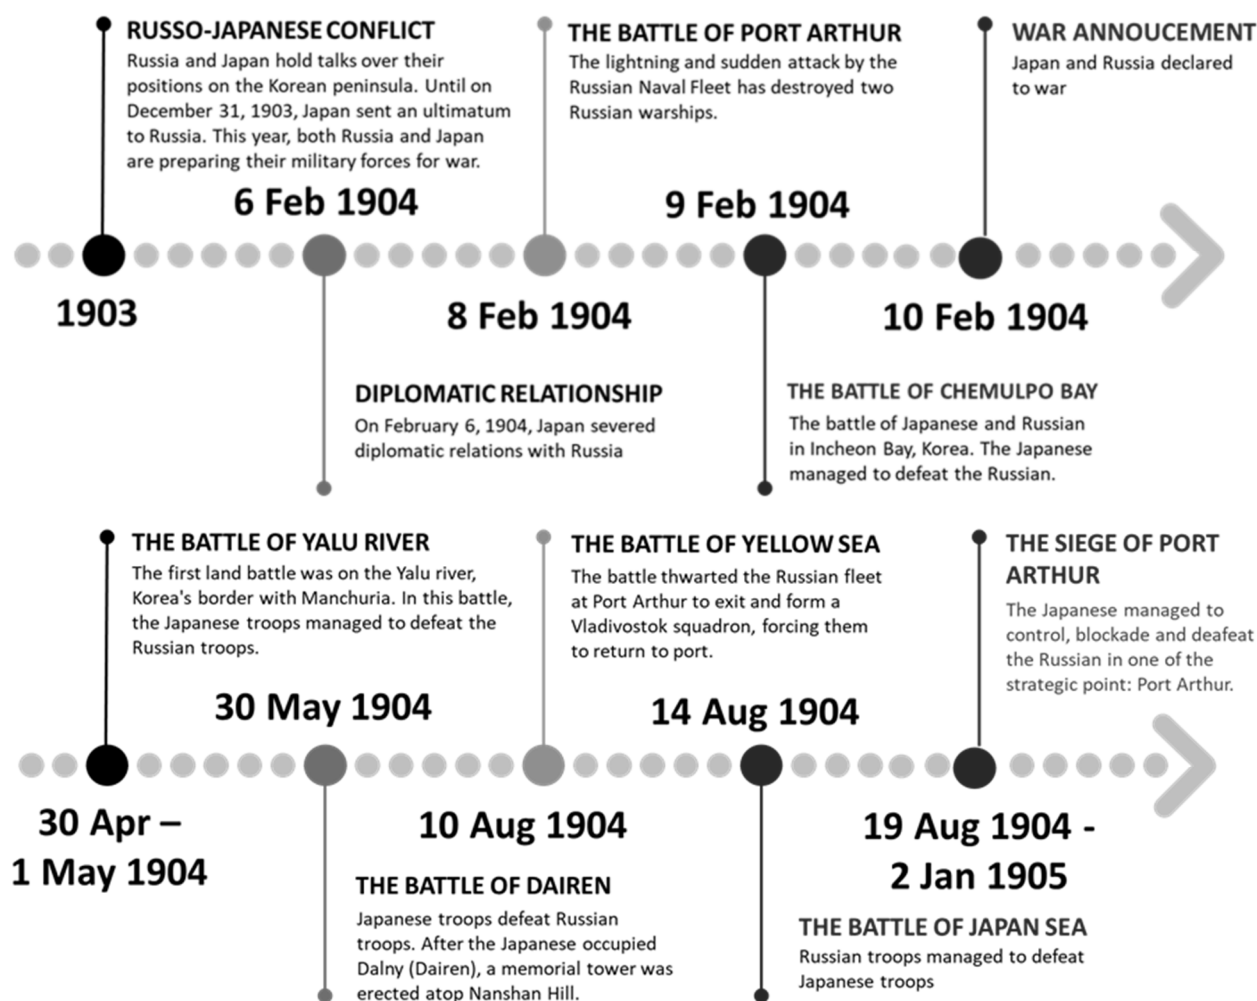 RUSSO-JAPANESE CONFLICT
Russia and Japan hold talks over their
positions on the Korean peninsula. Until on
December 31, 1903, Japan sent an ultimatum
to Russia. This year, both Russia and Japan
are preparing their military forces for war.
THE BATTLE OF PORT ARTHUR
The lightning and sudden attack by the
Russian Naval Fleet has destroyed two
Russian warships.
WAR ANNOUCEMENT
Japan and Russia declared
to war
6 Feb 1904
9 Feb 1904
1903
8 Feb 1904
10 Feb 1904
DIPLOMATIC RELATIONSHIP
On February 6, 1904, Japan severed
diplomatic relations with Russia
THE BATTLE OF CHEMULPO BAY
The battle of Japanese and Russian
in Incheon Bay, Korea. The Japanese
managed to defeat the Russian.
THE BATTLE OF YALU RIVER
The first land battle was on the Yalu river,
Korea's border with Manchuria. In this battle,
the Japanese troops managed to defeat the
Russian troops.
THE BATTLE OF YELLOW SEA
The battle thwarted the Russian fleet
at Port Arthur to exit and form a
Vladivostok squadron, forcing them
to return to port.
THE SIEGE OF PORT
ARTHUR
The Japanese managed to
control, blockade and deafeat
the Russian in one of the
strategic point: Port Arthur.
30 May 1904
14 Aug 1904
30 Apr –
1 May 1904
10 Aug 1904
19 Aug 1904 -
2 Jan 1905
THE BATTLE OF DAIREN
Japanese troops defeat Russian
troops. After the Japanese occupied
Dalny (Dairen), a memorial tower was
erected atop Nanshan Hill.
THE BATTLE OF JAPAN SEA
Russian troops managed to defeat
Japanese troops